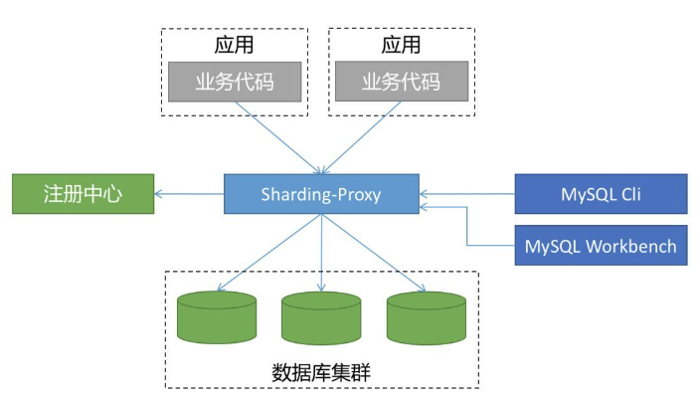 应用
应用
业务代码
业务代码
注册中心
Sharding-Proxy
MySQL Cli
MySQL Workbench
数据库集群